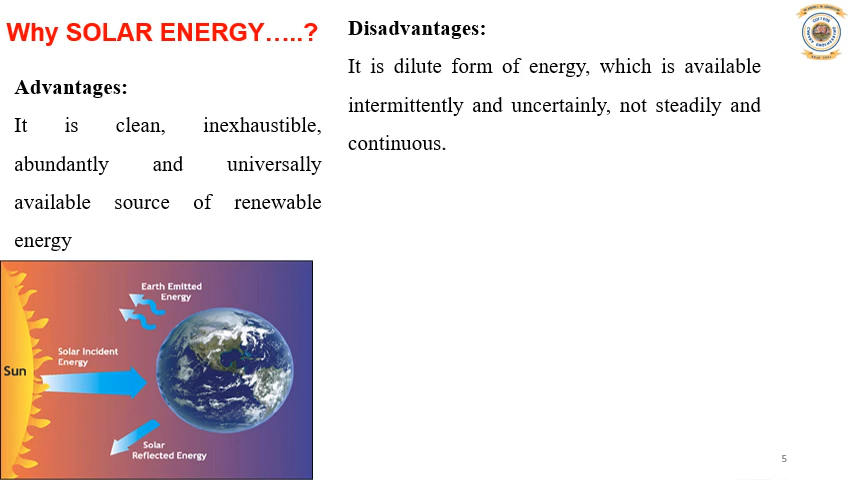 Why SOLAR ENERGY…..?
Advantages:
It is clean, inexhaustible,
abundantly and universally
available source of renewable
energy
Disadvantages:
It is dilute form of energy, which is available
intermittently and uncertainly, not steadily and
continuous.
Earth Emitted
Energy
Solar Incident
Energy
Sun
Solar
Reflected Energy
5